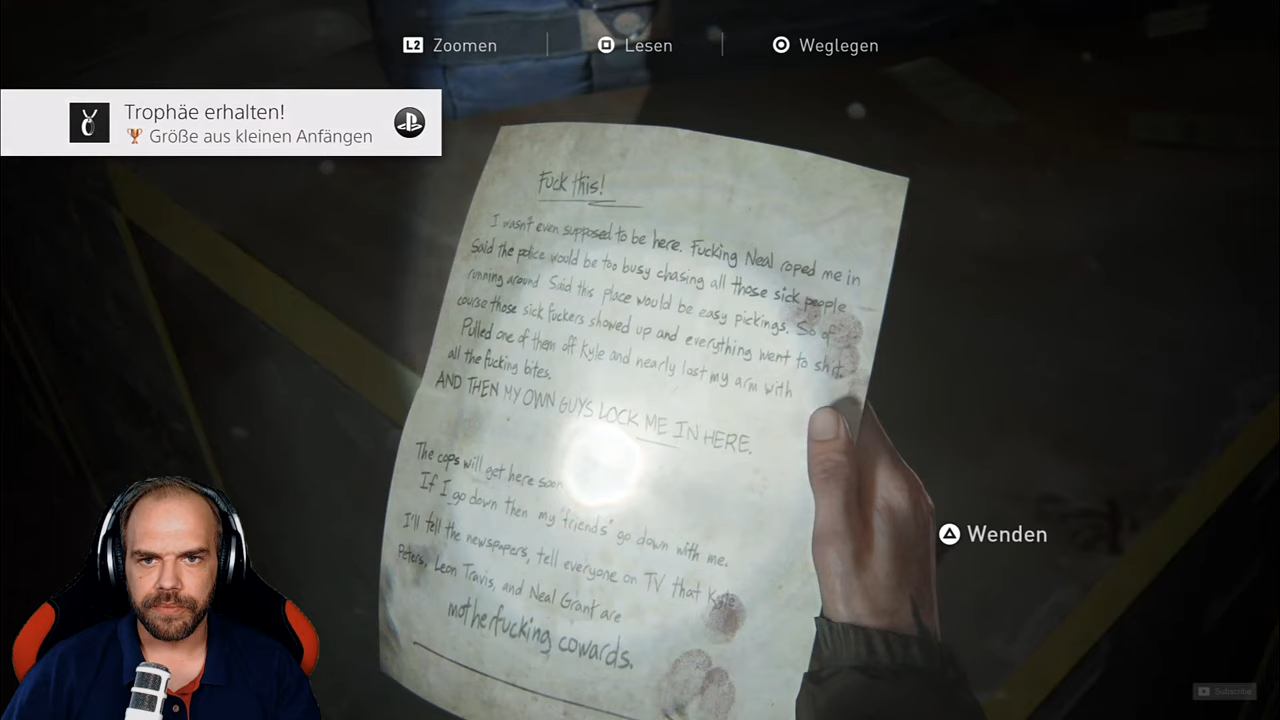 L2 Zoomen
Lesen
Weglegen
Trophäe erhalten!
Größe aus kleinen Anfängen
Fuck this!
I wasn't even supposed to be here. Fucking Neal roped me in
Said the police would be too busy chasing all those sick people
running around Said this place would be easy pickings. So of
course those sick fuckers showed up and everything went to shit.
Pulled one of them off Kyle and nearly lost my arm with
all the fucking bites.
AND THEN MY OWN GUYS LOCK ME IN HERE.
The cops will get here soon
If I go down then my "friends" go down with me.
I'll tell the newspapers, tell everyone on TV that Kyle
Peters, Leon Travis, and Neal Grant are
motherfucking cowards.
Wenden
Subscribe